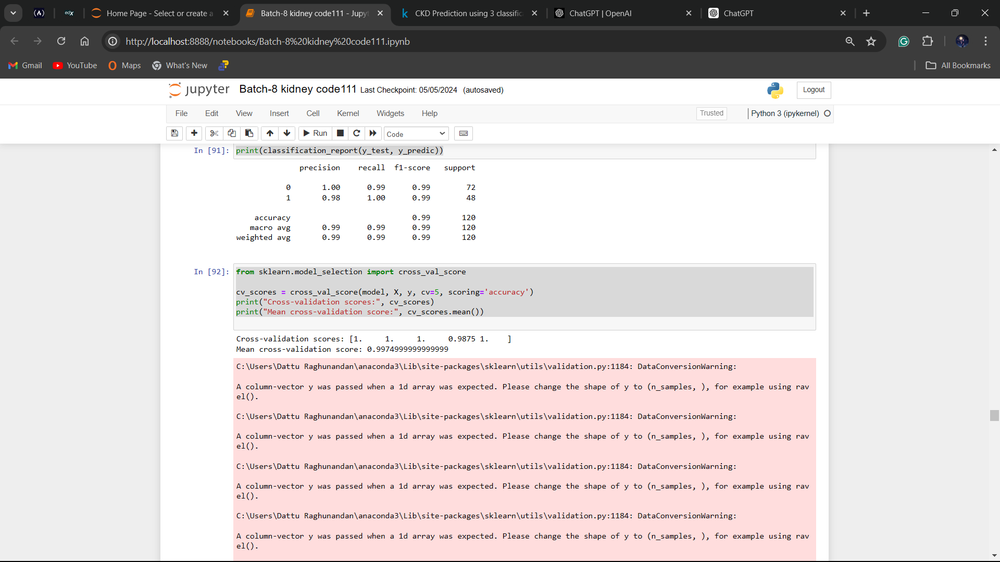 edX
Home Page - Select or create a
Batch-8 kidney code111 - Jupyt
CKD Prediction using 3 classific
ChatGPT | OpenAI
ChatGPT
http://localhost:8888/notebooks/Batch-8%20kidney%20code111.ipynb
Gmail
YouTube
Maps
What's New
All Bookmarks
jupyter Batch-8 kidney code111 Last Checkpoint: 05/05/2024 (autosaved)
Logout
File Edit View Insert Cell Kernel Widgets Help
Trusted
Python 3 (ipykernel)
Run
Code
In [91]: print(classification_report(y_test, y_predic))
precision recall f1-score support
0 1.00 0.99 0.99 72
1 0.98 1.00 0.99 48
accuracy 0.99 120
macro avg 0.99 0.99 0.99 120
weighted avg 0.99 0.99 0.99 120
In [92]: from sklearn.model_selection import cross_val_score
cv_scores = cross_val_score(model, X, y, cv=5, scoring='accuracy')
print("Cross-validation scores:", cv_scores)
print("Mean cross-validation score:", cv_scores.mean())
Cross-validation scores: [1. 1. 1. 0.9875 1. ]
Mean cross-validation score: 0.9974999999999999
C:\Users\Dattu Raghunandan\anaconda3\Lib\site-packages\sklearn\utils\validation.py:1184: DataConversionWarning:
A column-vector y was passed when a 1d array was expected. Please change the shape of y to (n_samples, ), for example using rav
el().
C:\Users\Dattu Raghunandan\anaconda3\Lib\site-packages\sklearn\utils\validation.py:1184: DataConversionWarning:
A column-vector y was passed when a 1d array was expected. Please change the shape of y to (n_samples, ), for example using rav
el().
C:\Users\Dattu Raghunandan\anaconda3\Lib\site-packages\sklearn\utils\validation.py:1184: DataConversionWarning:
A column-vector y was passed when a 1d array was expected. Please change the shape of y to (n_samples, ), for example using rav
el().
C:\Users\Dattu Raghunandan\anaconda3\Lib\site-packages\sklearn\utils\validation.py:1184: DataConversionWarning:
A column-vector y was passed when a 1d array was expected. Please change the shape of y to (n_samples, ), for example using rav
el().